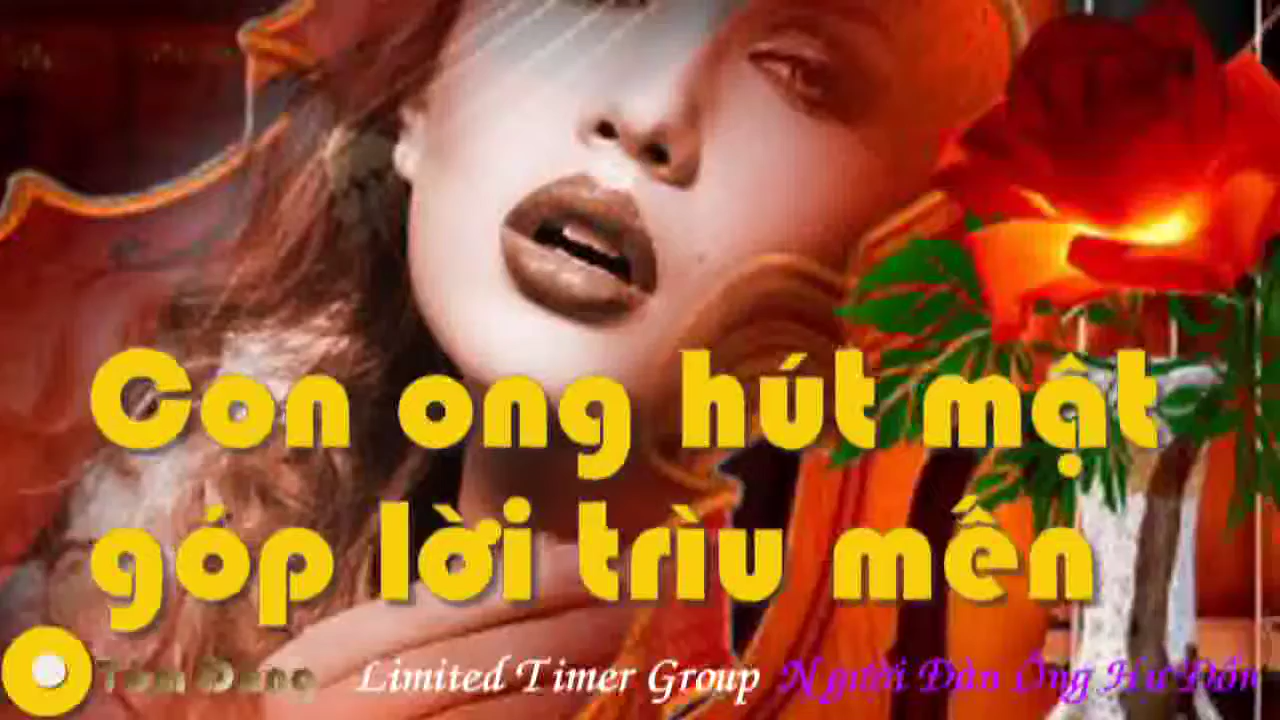 Con ong hút mật
góp lời trìu mến
Limited Timer Group Người Đàn Ông Hư Đốn